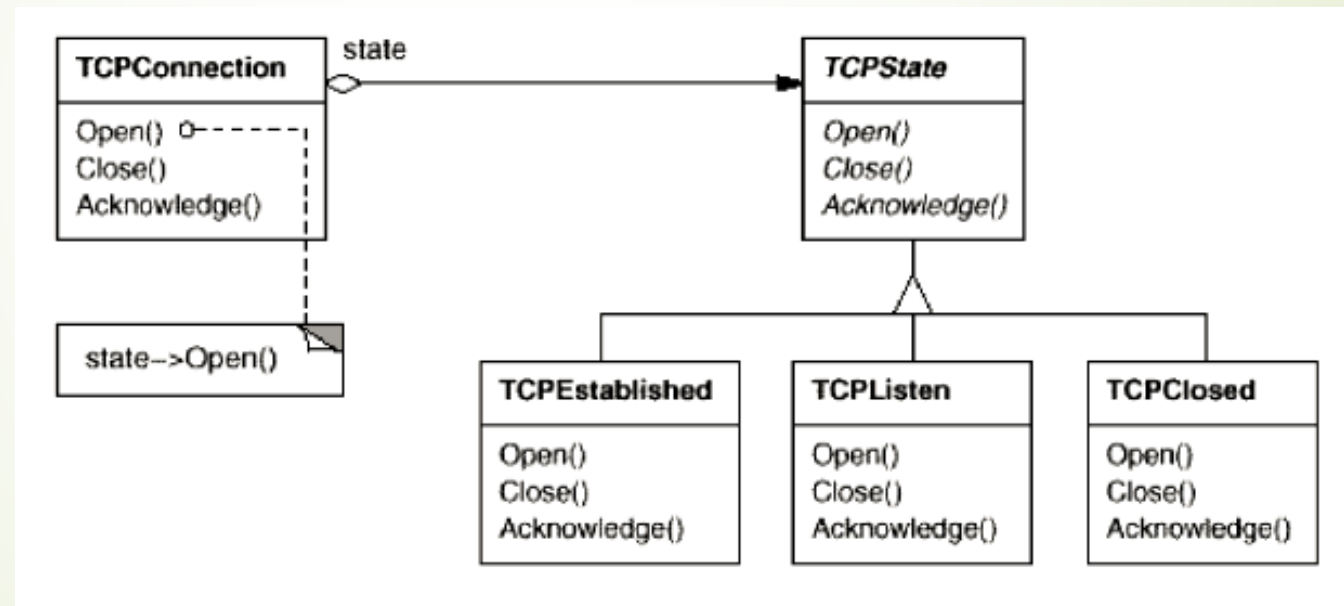 TCPConnection
Open()
Close()
Acknowledge()
state
TCPState
Open()
Close()
Acknowledge()
state->Open()
TCPEstablished
Open()
Close()
Acknowledge()
TCPListen
Open()
Close()
Acknowledge()
TCPClosed
Open()
Close()
Acknowledge()